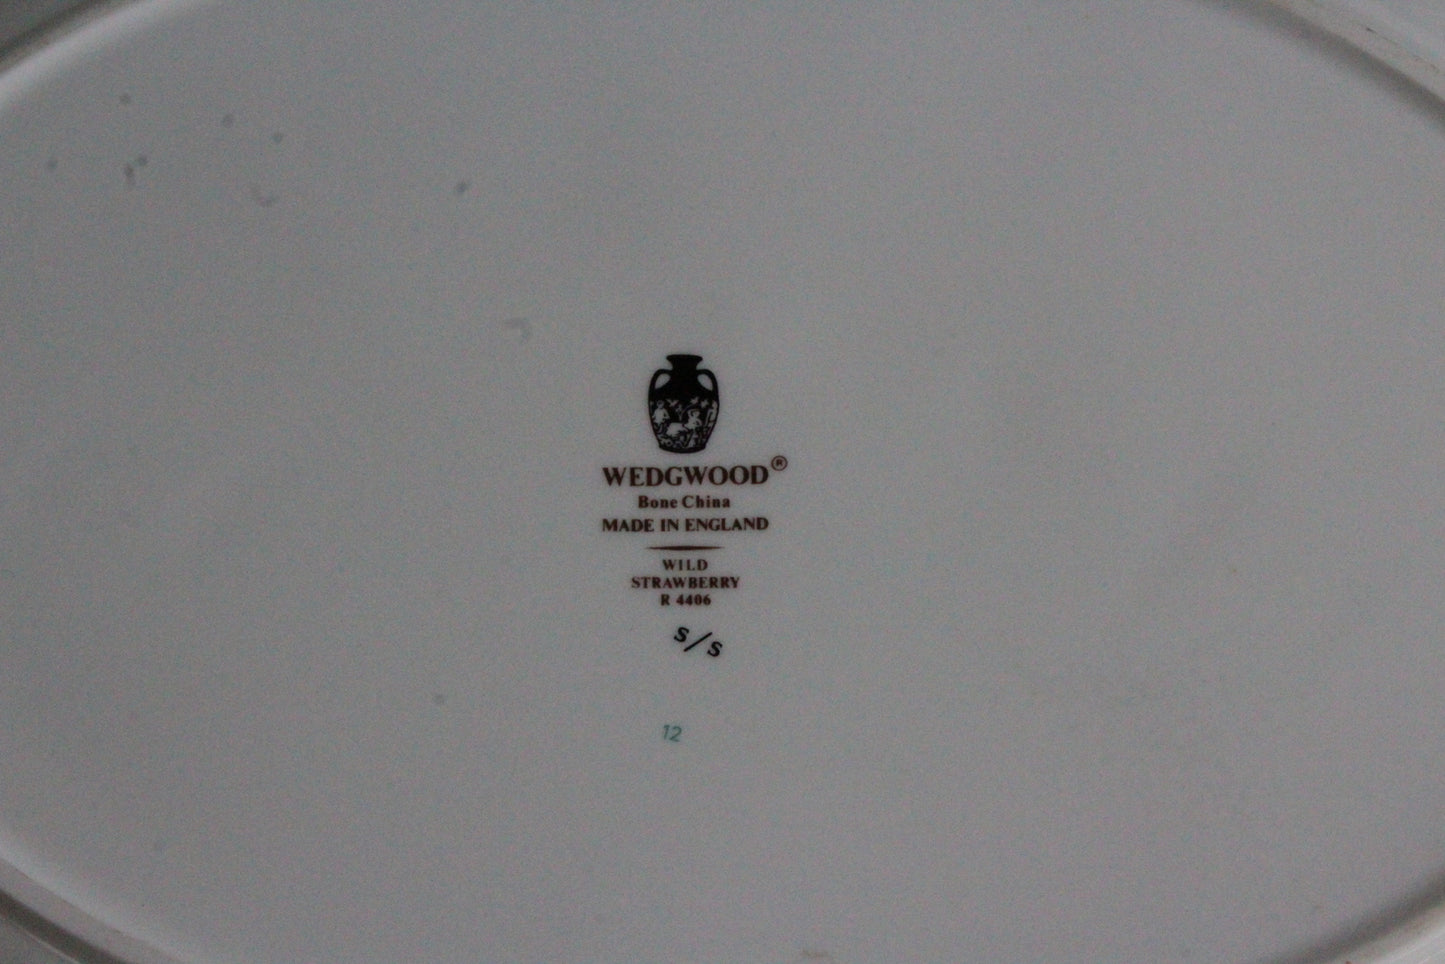 WEDGWOOD®
Bone China
MADE IN ENGLAND
WILD
STRAWBERRY
R 4406
S/S
12